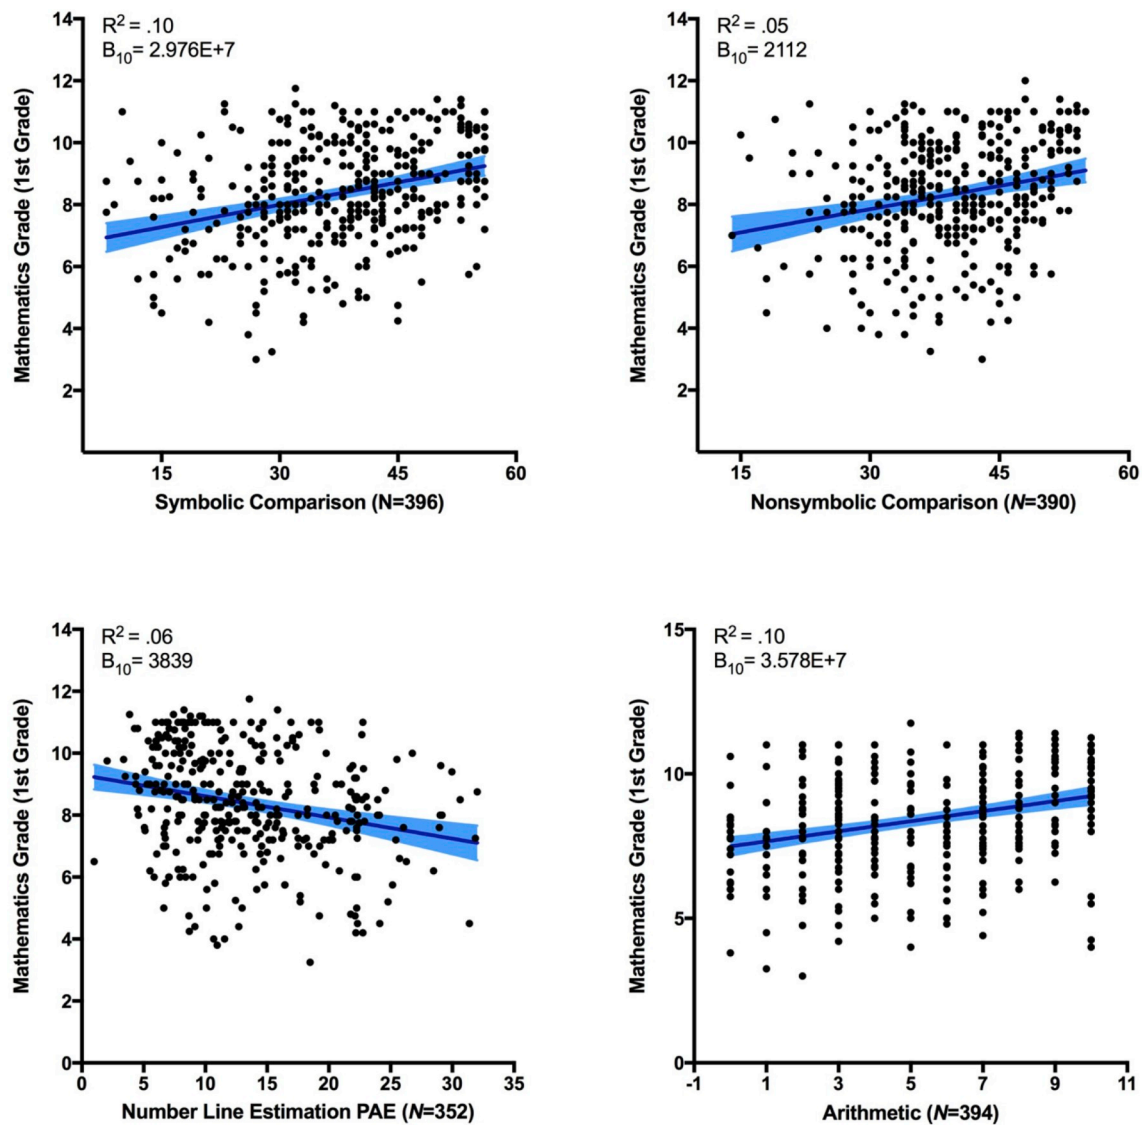 14
R² = .10
B₁₀= 2.976E+7
12
10
8
6
4
2
Mathematics Grade (1st Grade)
15 30 45 60
Symbolic Comparison (N=396)
14
R² = .05
B₁₀= 2112
12
10
8
6
4
2
Mathematics Grade (1st Grade)
15 30 45 60
Nonsymbolic Comparison (N=390)
14
R² = .06
B₁₀= 3839
12
10
8
6
4
2
0
Mathematics Grade (1st Grade)
0 5 10 15 20 25 30 35
Number Line Estimation PAE (N=352)
15
R² = .10
B₁₀= 3.578E+7
10
5
0
Mathematics Grade (1st Grade)
-1 1 3 5 7 9 11
Arithmetic (N=394)